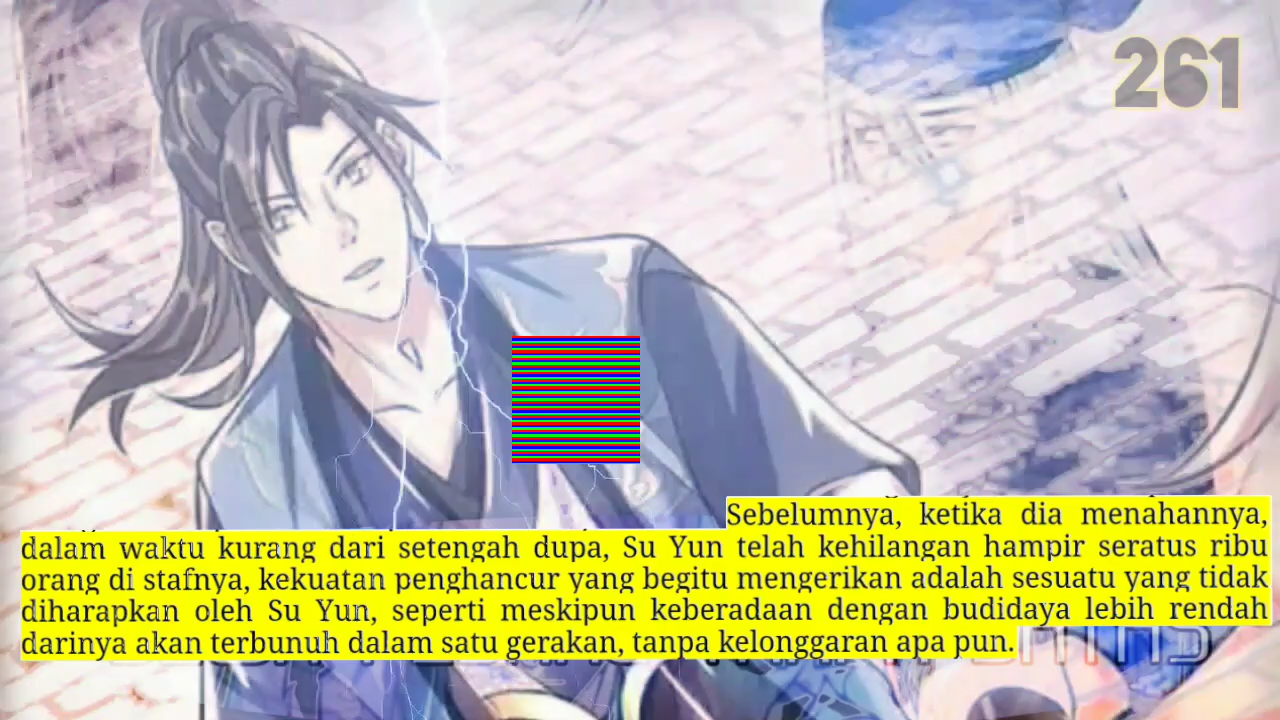 261
Sebelumnya, ketika dia menahannya,
dalam waktu kurang dari setengah dupa, Su Yun telah kehilangan hampir seratus ribu
orang di stafnya, kekuatan penghancur yang begitu mengerikan adalah sesuatu yang tidak
diharapkan oleh Su Yun, seperti meskipun keberadaan dengan budidaya lebih rendah
darinya akan terbunuh dalam satu gerakan, tanpa kelonggaran apa pun.